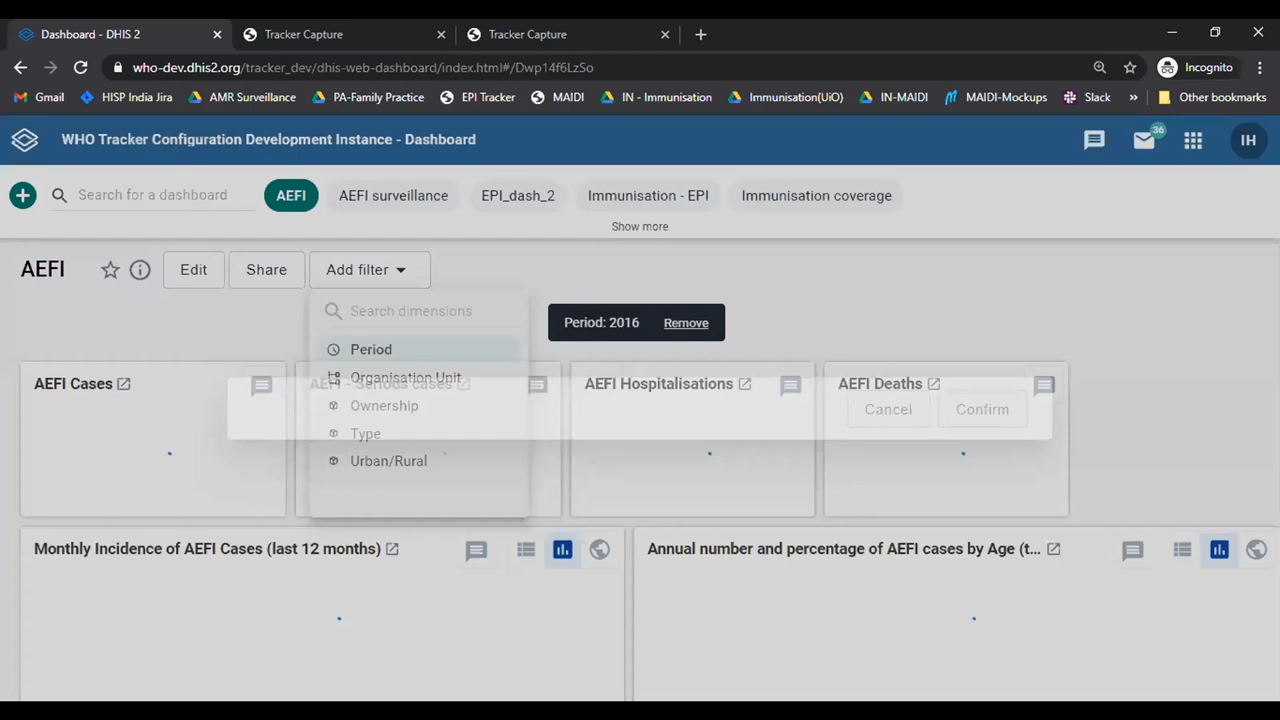 Dashboard - DHIS 2
Tracker Capture
Tracker Capture
who-dev.dhis2.org/tracker_dev/dhis-web-dashboard/index.html#/Dwp14f6LzSo
Incognito
Gmail
HISP India Jira
AMR Surveillance
PA-Family Practice
EPI Tracker
MAIDI
IN - Immunisation
Immunisation(UiO)
IN-MAIDI
MAIDI-Mockups
Slack
»
Other bookmarks
WHO Tracker Configuration Development Instance - Dashboard
36
IH
Search for a dashboard
AEFI
AEFI surveillance
EPI_dash_2
Immunisation - EPI
Immunisation coverage
Show more
AEFI
Edit
Share
Add filter
Search dimensions
Period: 2016
Remove
Period
Organisation Unit
Ownership
Type
Urban/Rural
AEFI Cases
AEFI - Serious cases
AEFI Hospitalisations
AEFI Deaths
Cancel
Confirm
Monthly Incidence of AEFI Cases (last 12 months)
Annual number and percentage of AEFI cases by Age (t...